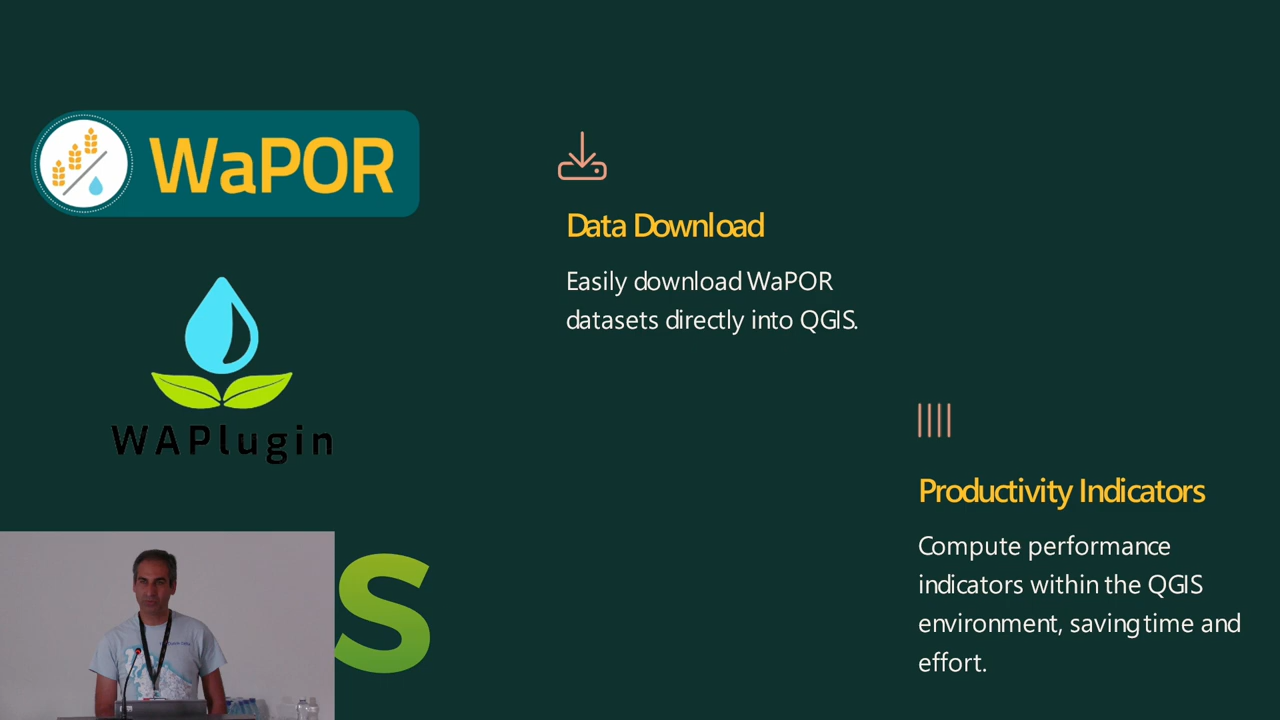 WaPOR
WAPlugin
S
Data Download
Easily download WaPOR
datasets directly into QGIS.
Productivity Indicators
Compute performance
indicators within the QGIS
environment, saving time and
effort.